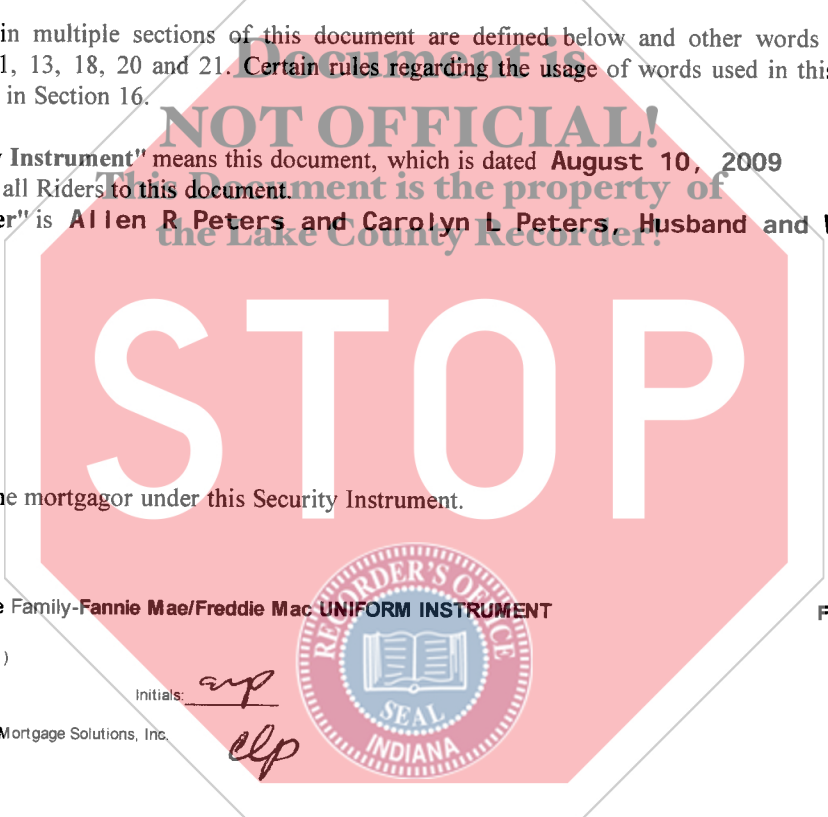 in multiple sections of this document are defined below and other words
1, 13, 18, 20 and 21. Certain rules regarding the usage of words used in this
in Section 16.
Document is
NOT OFFICIAL!
This Document is the property of
the Lake County Recorder!
Instrument" means this document, which is dated August 10, 2009
all Riders to this document.
er" is Allen R Peters and Carolyn L Peters, Husband and
STOP
he mortgagor under this Security Instrument.
e Family-Fannie Mae/Freddie Mac UNIFORM INSTRUMENT
F
)
Initials: arp
Mortgage Solutions, Inc.
clp
RECORDER'S OFFICE
SEAL
INDIANA